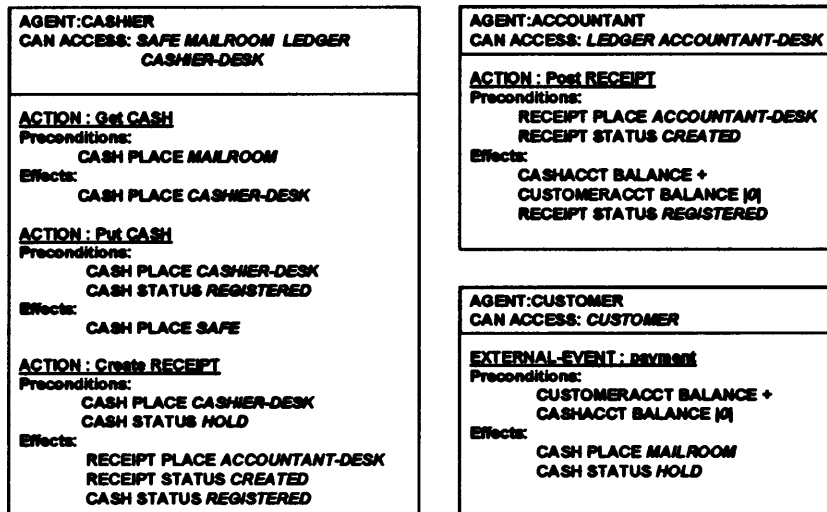 AGENT:CASHIER
CAN ACCESS: SAFE MAILROOM LEDGER
CASHIER-DESK
ACTION : Get CASH
Preconditions:
CASH PLACE MAILROOM
Effects:
CASH PLACE CASHIER-DESK
ACTION : Put CASH
Preconditions:
CASH PLACE CASHIER-DESK
CASH STATUS REGISTERED
Effects:
CASH PLACE SAFE
ACTION : Create RECEIPT
Preconditions:
CASH PLACE CASHIER-DESK
CASH STATUS HOLD
Effects:
RECEIPT PLACE ACCOUNTANT-DESK
RECEIPT STATUS CREATED
CASH STATUS REGISTERED
AGENT:ACCOUNTANT
CAN ACCESS: LEDGER ACCOUNTANT-DESK
ACTION : Post RECEIPT
Preconditions:
RECEIPT PLACE ACCOUNTANT-DESK
RECEIPT STATUS CREATED
Effects:
CASHACCT BALANCE +
CUSTOMERACCT BALANCE |0|
RECEIPT STATUS REGISTERED
AGENT:CUSTOMER
CAN ACCESS: CUSTOMER
EXTERNAL-EVENT : payment
Preconditions:
CUSTOMERACCT BALANCE +
CASHACCT BALANCE |0|
Effects:
CASH PLACE MAILROOM
CASH STATUS HOLD